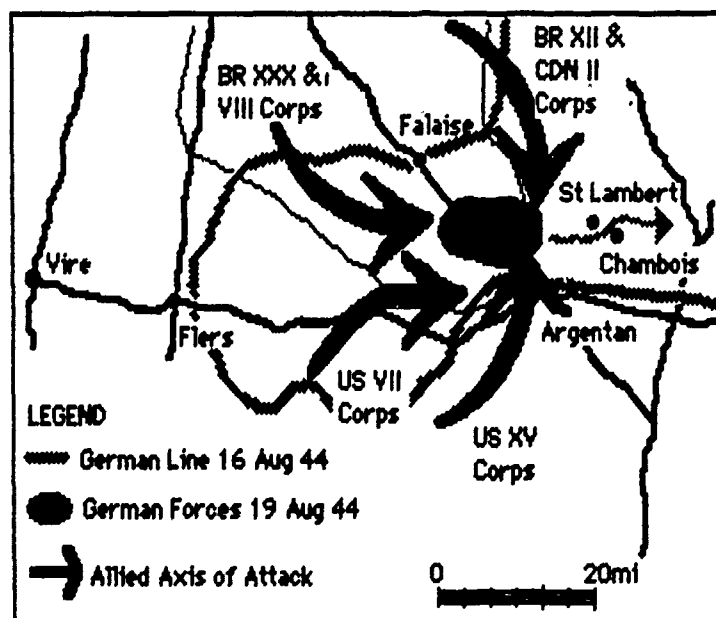 BR XII &
CDN II
Corps
BR XXX &
VIII Corps
Falaise
St Lambert
Vire
Chambois
Flers
Argentan
US VII
Corps
US XV
Corps
LEGEND
German Line 16 Aug 44
German Forces 19 Aug 44
Allied Axis of Attack
0 20mi